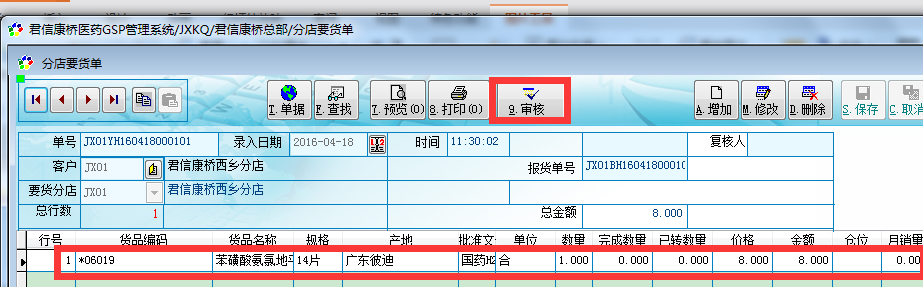 君信康桥医药GSP管理系统/JXKQ/君信康桥总部/分店要货单
分店要货单
T.单据 F.查找 7.预览(O) 8.打印(O) 9.审核 A.增加 M.修改 D.删除 S.保存 C.取消
单号 JX01YH160418000101 录入日期 2016-04-18 时间 11:30:02 复核人
客户 JX01 君信康桥西乡分店 报货单号 JX01BH16041800010
要货分店 JX01 君信康桥西乡分店
总行数 1 总金额 8.000
行号 货品编码 货品名称 规格 产地 批准文 单位 数量 完成数量 已转数量 价格 金额 仓位 月销量
1 *06019 苯磺酸氨氯地平 14片 广东彼迪 国药H2 合 1.000 0.000 0.000 8.000 8.000 0.00